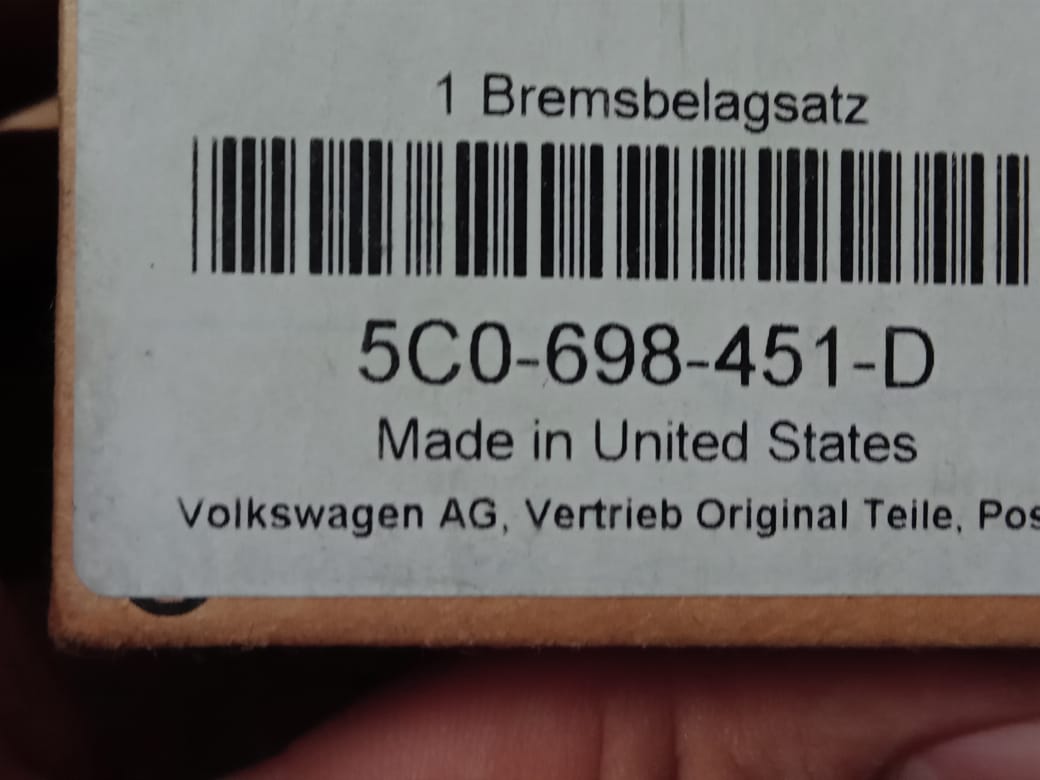 1 Bremsbelagsatz
5C0-698-451-D
Made in United States
Volkswagen AG, Vertrieb Original Teile,